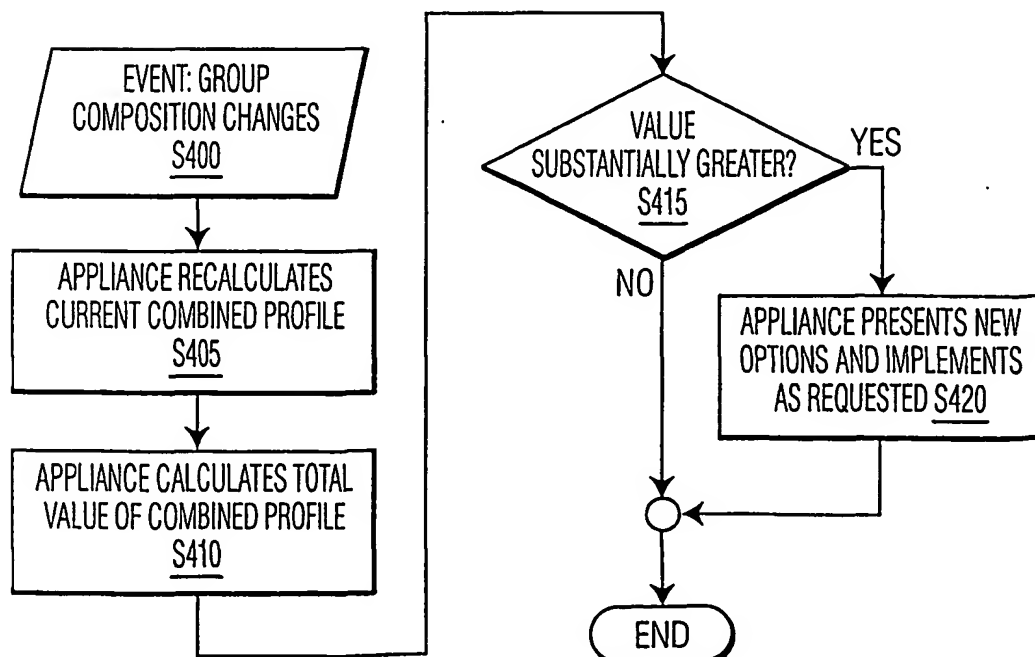 EVENT: GROUP
COMPOSITION CHANGES
S400
APPLIANCE RECALCULATES
CURRENT COMBINED PROFILE
S405
APPLIANCE CALCULATES TOTAL
VALUE OF COMBINED PROFILE
S410
VALUE
SUBSTANTIALLY GREATER?
S415
YES
NO
APPLIANCE PRESENTS NEW
OPTIONS AND IMPLEMENTS
AS REQUESTED S420
END